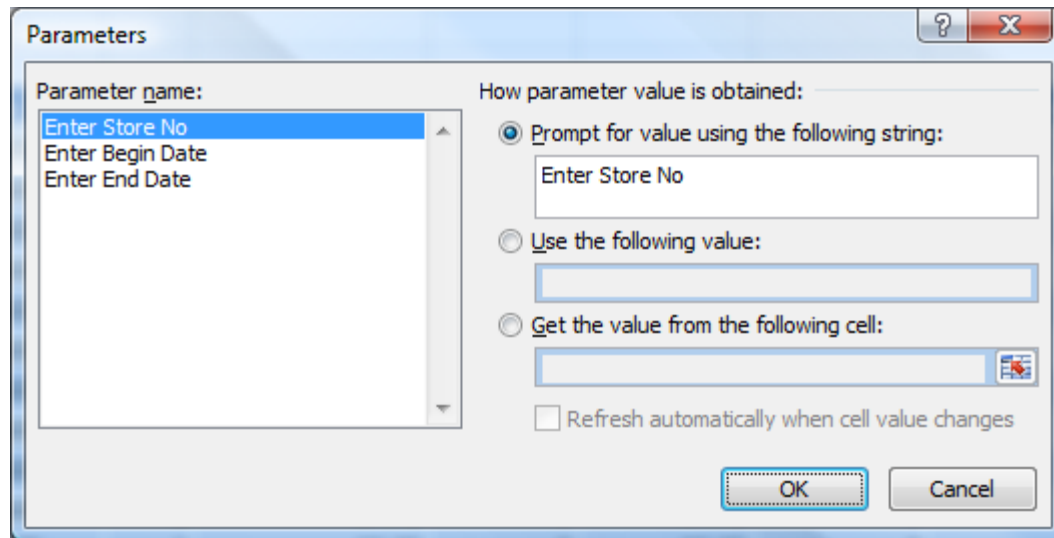 Parameters
Parameter name:
Enter Store No
Enter Begin Date
Enter End Date
How parameter value is obtained:
Prompt for value using the following string:
Enter Store No
Use the following value:
Get the value from the following cell:
Refresh automatically when cell value changes
OK
Cancel